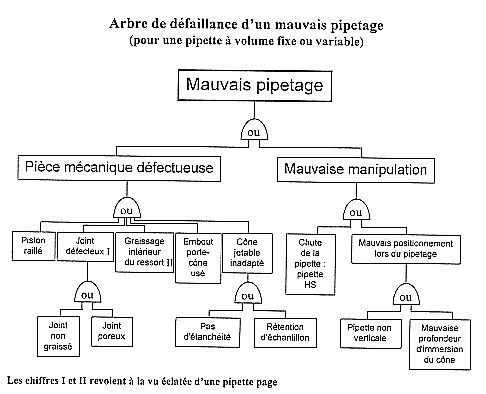 Arbre de défaillance d'un mauvais pipetage
(pour une pipette à volume fixe ou variable)
Mauvais pipetage
ou
Pièce mécanique défectueuse
Mauvaise manipulation
ou
ou
Piston
raillé
Joint
défecteux I
Graissage
intérieur
du ressort II
Embout
porte-
cône
usé
Cône
jetable
inadapté
Chute
de la
pipette :
pipette
HS
Mauvais positionnement
lors du pipetage
ou
ou
ou
Joint
non
graissé
Joint
poreux
Pas
d'étanchéité
Rétention
d'échantillon
Pipette non
verticale
Mauvaise
profondeur
d'immersion
du cône
Les chiffres I et II revoient à la vu éclatée d'une pipette page